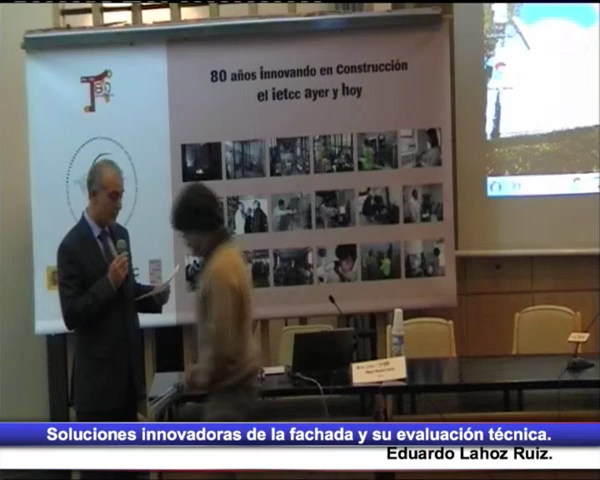 80 años innovando en construcción
el ietcc ayer y hoy
Soluciones innovadoras de la fachada y su evaluación técnica.
Eduardo Lahoz Ruiz.